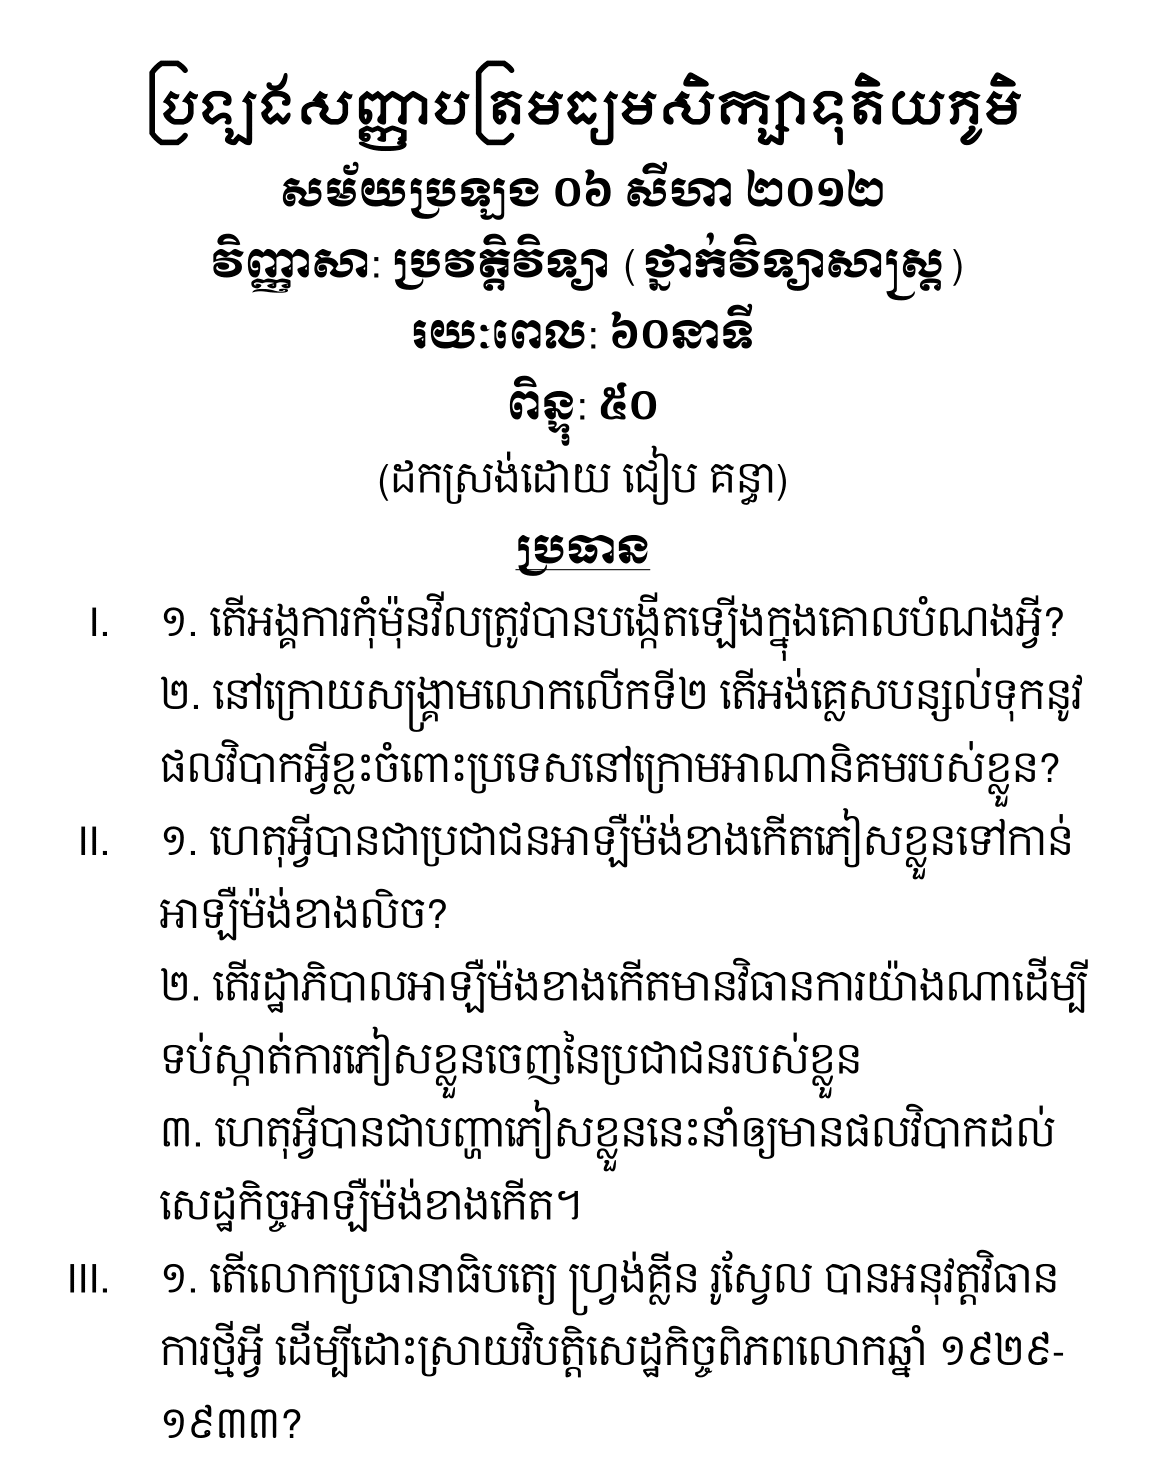 ប្រឡងសញ្ញាបត្រមធ្យមសិក្សាទុតិយភូមិ
សម័យប្រឡង ០៦ សីហា ២០១២
វិញ្ញាសា: ប្រវត្តិវិទ្យា (ថ្នាក់វិទ្យាសាស្ត្រ)
រយៈពេល: ៦០នាទី
ពិន្ទុ: ៥០
(ដកស្រង់ដោយ ជៀប គន្ធា)
ប្រធាន
I. ១. តើអង្គការកុំម៉ុនវីលត្រូវបានបង្កើតឡើងក្នុងគោលបំណងអ្វី?
២. នៅក្រោយសង្គ្រាមលោកលើកទី២ តើអង់គ្លេសបន្សល់ទុកនូវ
ផលវិបាកអ្វីខ្លះចំពោះប្រទេសនៅក្រោមអាណានិគមរបស់ខ្លួន?
II. ១. ហេតុអ្វីបានជាប្រជាជនអាឡឺម៉ង់ខាងកើតភៀសខ្លួនទៅកាន់
អាឡឺម៉ង់ខាងលិច?
២. តើរដ្ឋាភិបាលអាឡឺម៉ងខាងកើតមានវិធានការយ៉ាងណាដើម្បី
ទប់ស្កាត់ការភៀសខ្លួនចេញនៃប្រជាជនរបស់ខ្លួន
៣. ហេតុអ្វីបានជាបញ្ហាភៀសខ្លួននេះនាំឲ្យមានផលវិបាកដល់
សេដ្ឋកិច្ចអាឡឺម៉ង់ខាងកើត។
III. ១. តើលោកប្រធានាធិបត្យេ ហ្វ្រង់គ្លីន រូស្វែល បានអនុវត្តវិធាន
ការថ្មីអ្វី ដើម្បីដោះស្រាយវិបត្តិសេដ្ឋកិច្ចពិភពលោកឆ្នាំ ១៩២៩-
១៩៣៣?